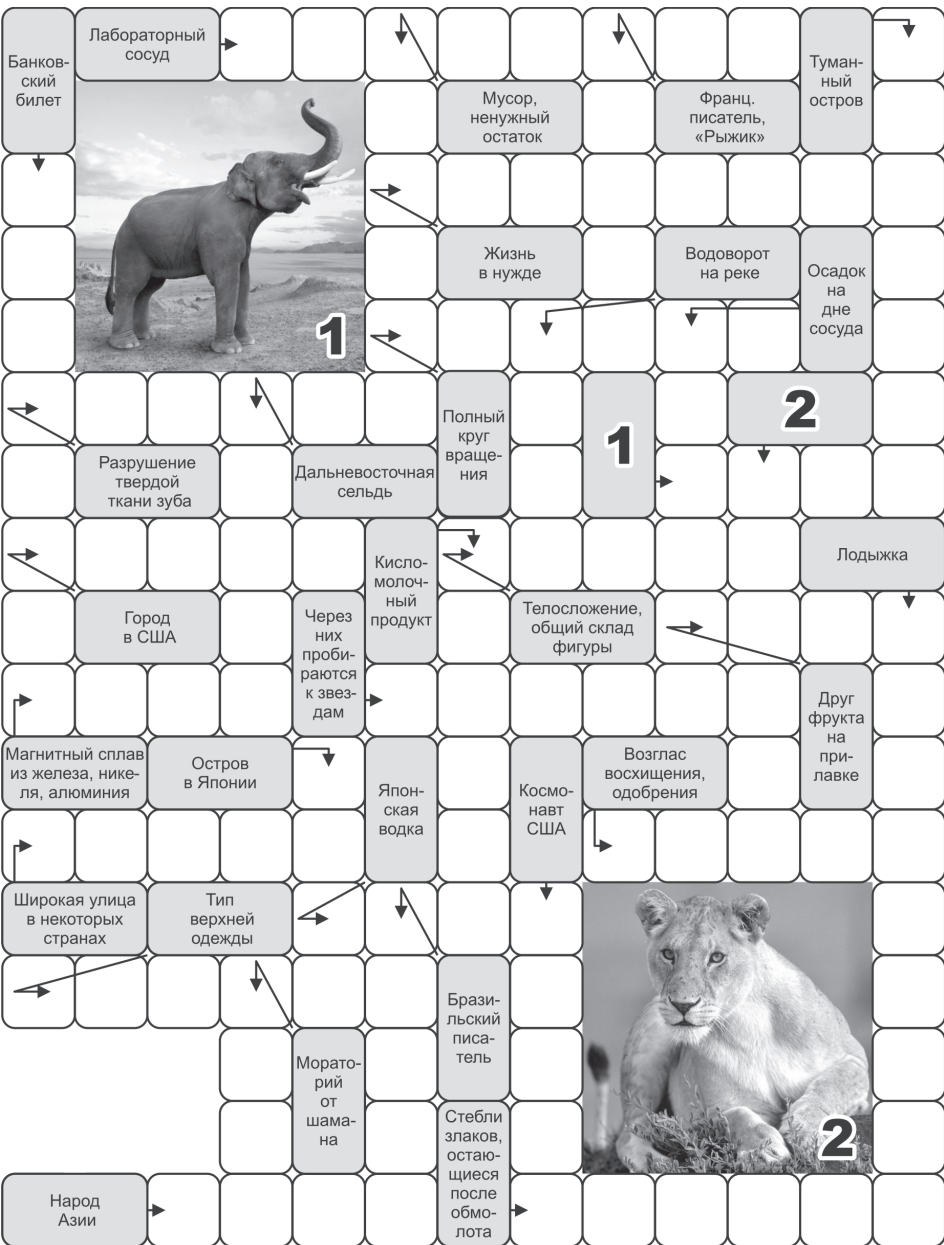 Лабораторный
сосуд
Банков-
ский
билет
Туман-
ный
остров
Мусор,
ненужный
остаток
Франц.
писатель,
«Рыжик»
Жизнь
в нужде
Водоворот
на реке
Осадок
на
дне
сосуда
1
Полный
круг
враще-
ния
1
2
Разрушение
твердой
ткани зуба
Дальневосточная
сельдь
Кисло-
молоч-
ный
продукт
Лодыжка
Город
в США
Через
них
проби-
раются
к звез-
дам
Телосложение,
общий склад
фигуры
Друг
фрукта
на
при-
лавке
Магнитный сплав
из железа, нике-
ля, алюминия
Остров
в Японии
Япон-
ская
водка
Космо-
навт
США
Возглас
восхищения,
одобрения
Широкая улица
в некоторых
странах
Тип
верхней
одежды
Брази-
льский
писа-
тель
Морато-
рий
от
шама-
на
Стебли
злаков,
остаю-
щиеся
после
обмо-
лота
2
Народ
Азии